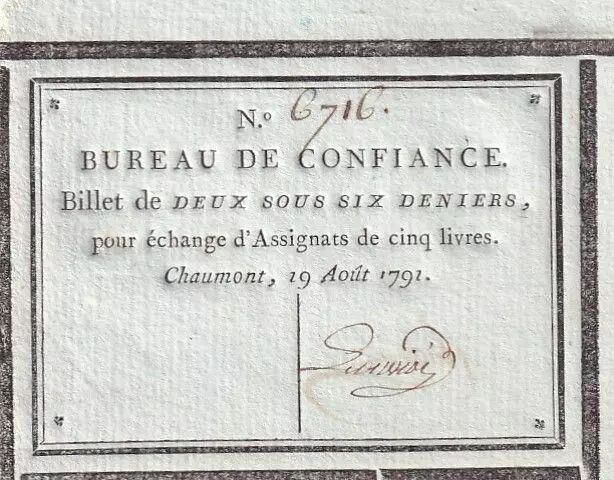 N.º 6716.
BUREAU DE CONFIANCE.
Billet de DEUX SOUS SIX DENIERS,
pour échange d'Assignats de cinq livres.
Chaumont, 19 Août 1791.